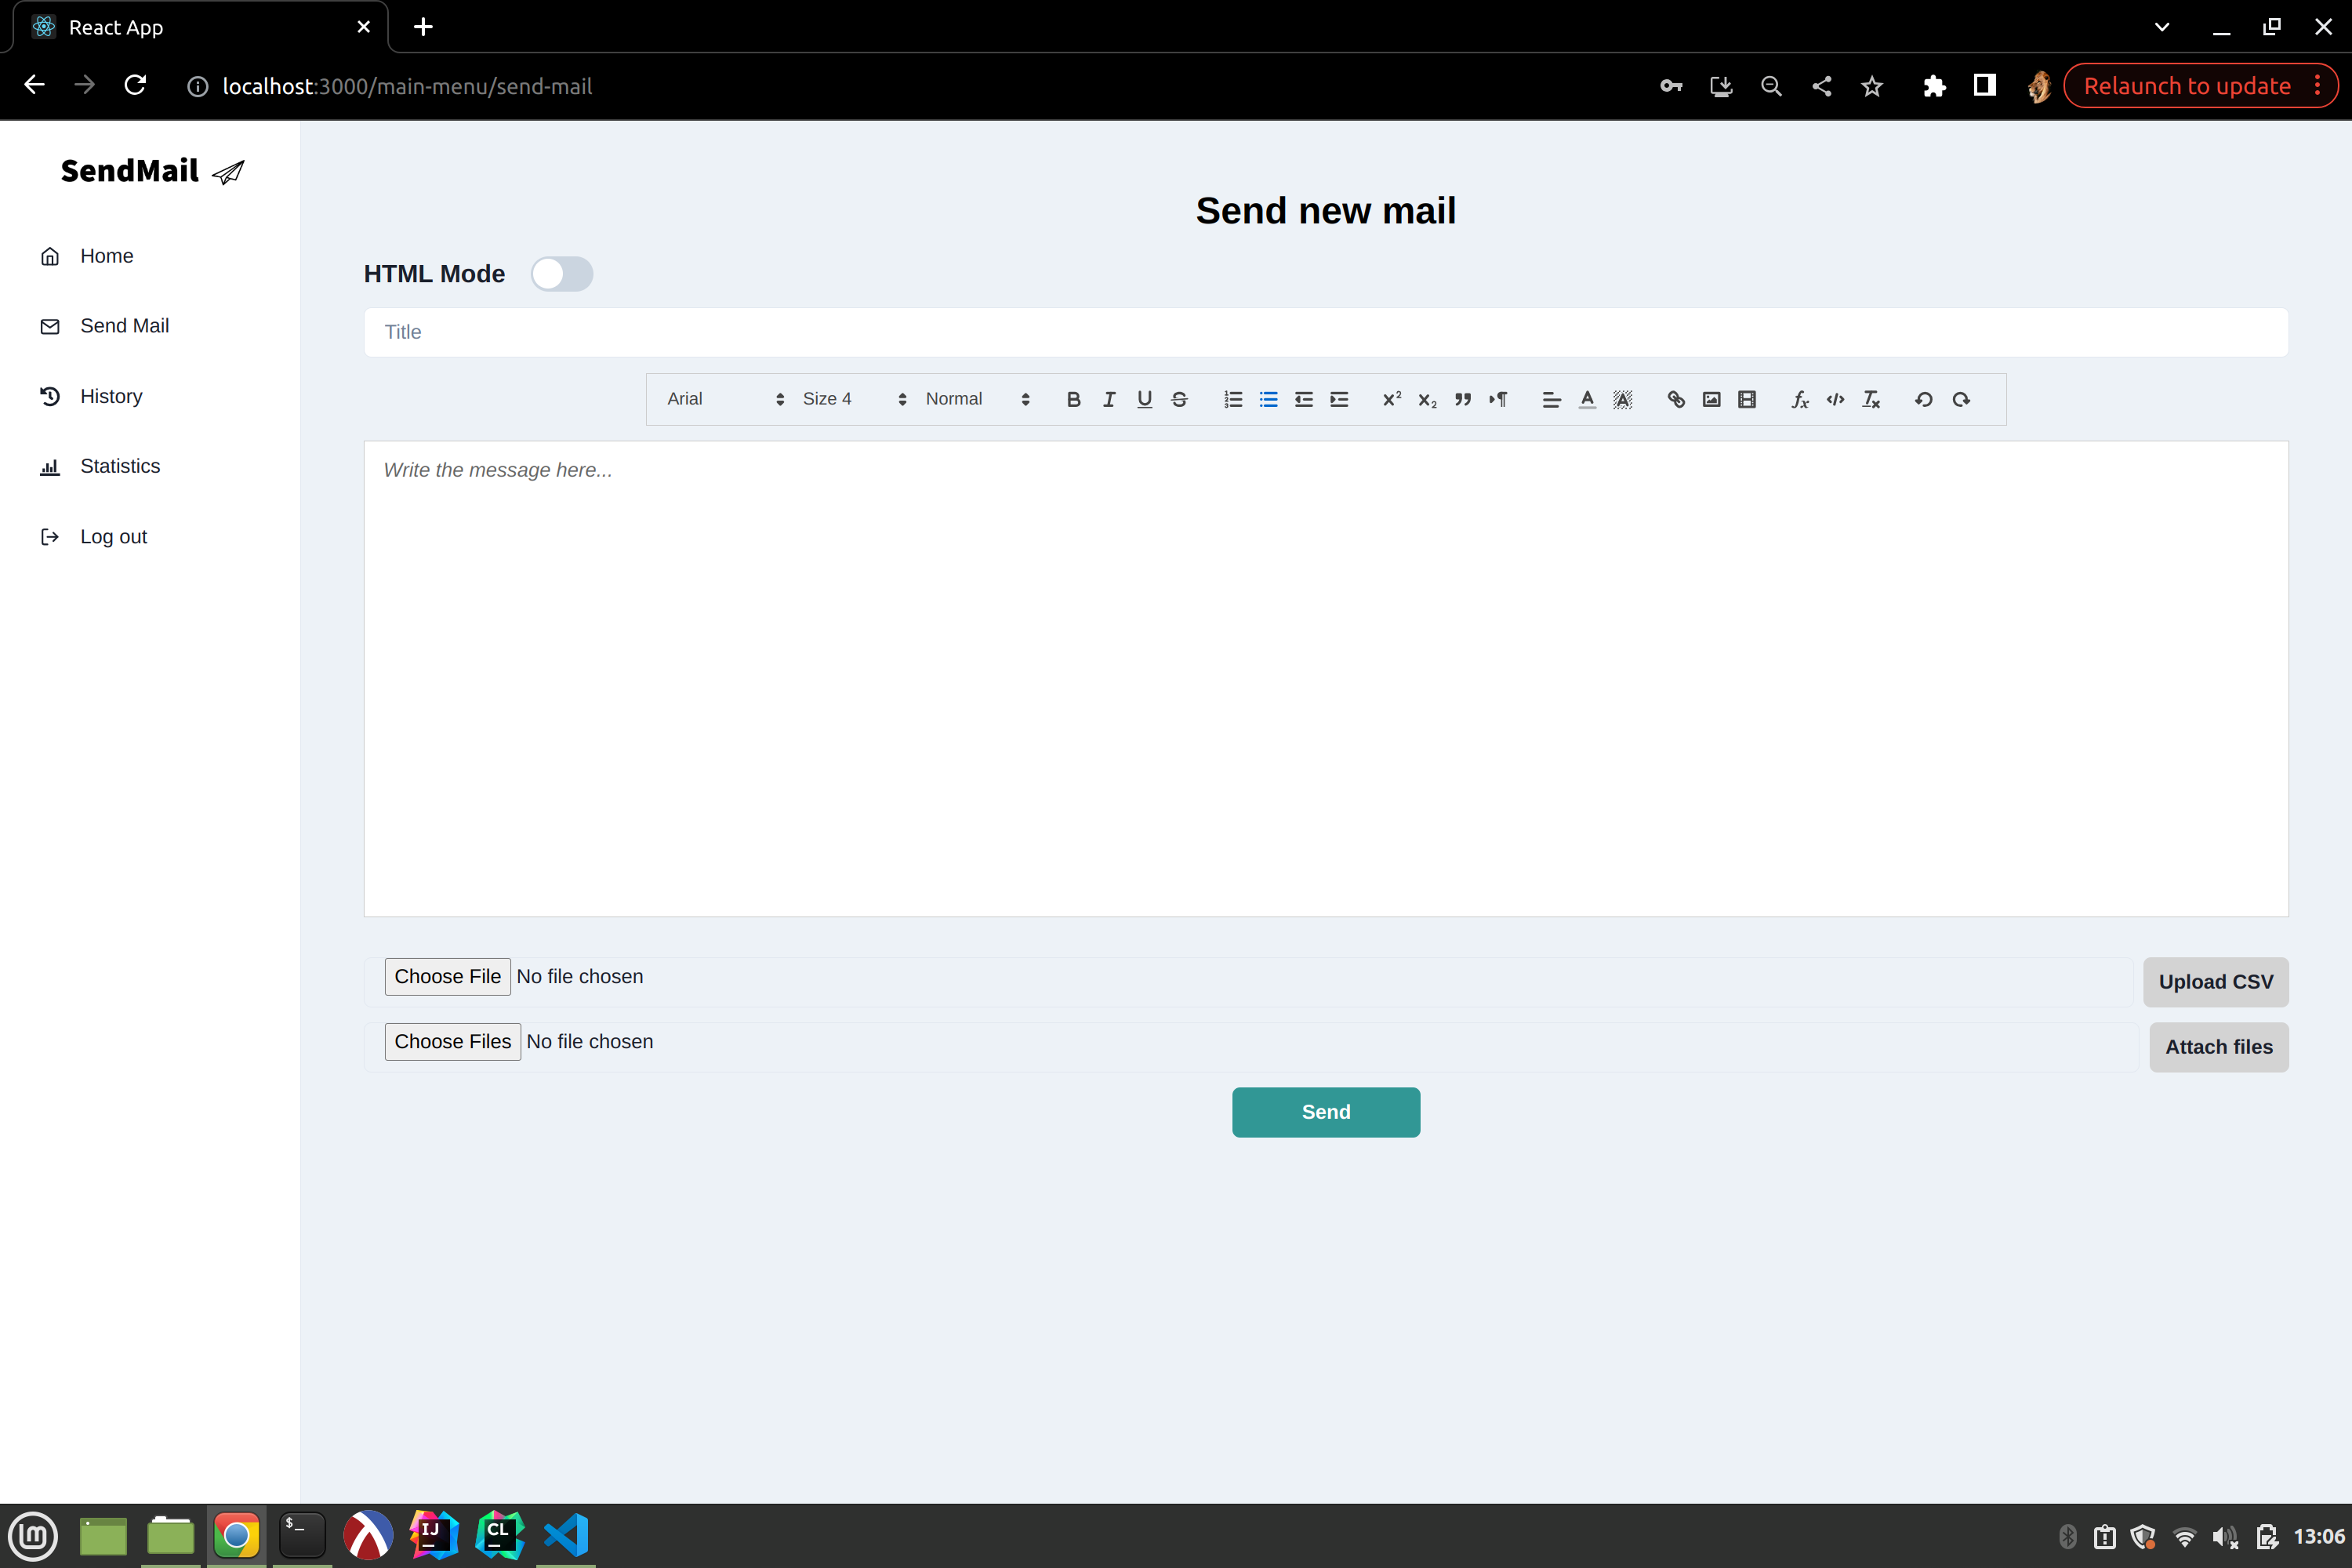 React App
localhost:3000/main-menu/send-mail
Relaunch to update
SendMail
Home
Send Mail
History
Statistics
Log out
Send new mail
HTML Mode
Title
Arial Size 4 Normal
Write the message here...
Choose File No file chosen
Upload CSV
Choose Files No file chosen
Attach files
Send
$_
IJ
CL
13:06